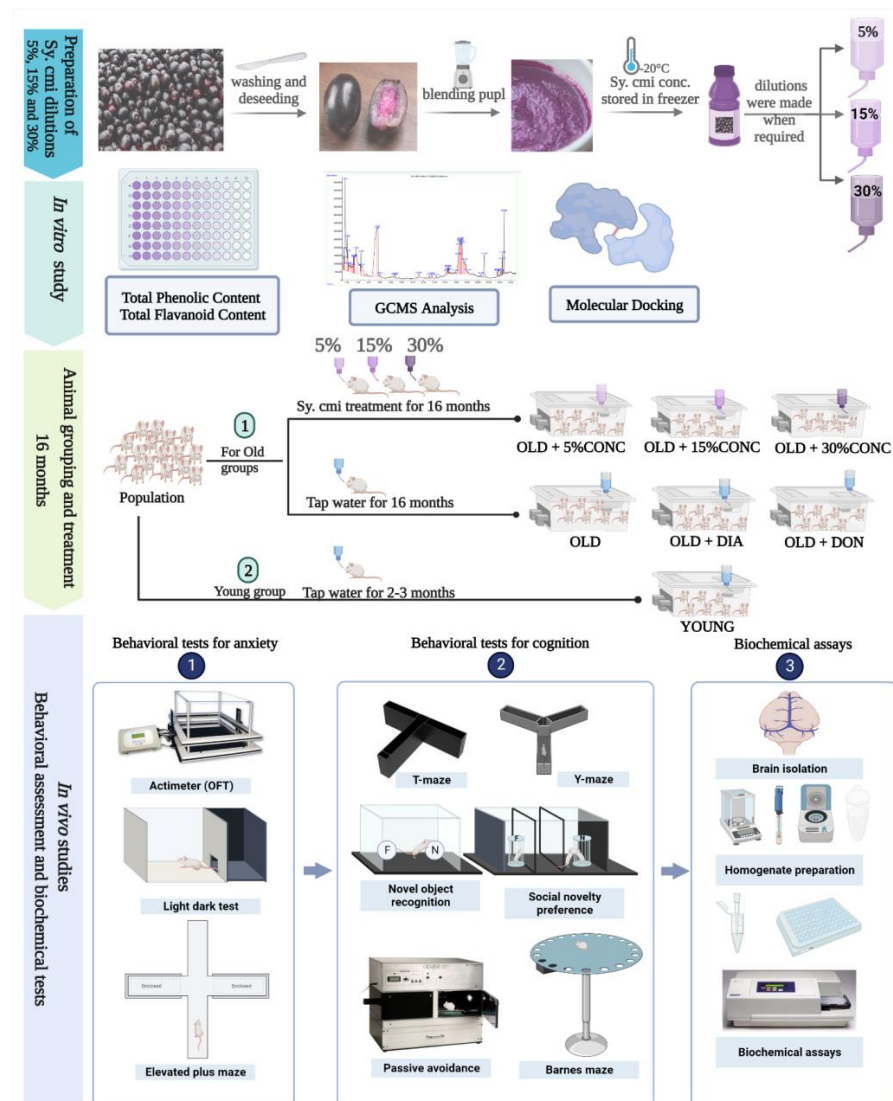 Preparation of
Sy. cmi dilutions
5%, 15% and 30%
washing and
deseeding
blending pupl
-20°C
Sy. cmi conc.
stored in freezer
dilutions
were made
when
required
5%
15%
30%
In vitro study
Total Phenolic Content
Total Flavanoid Content
GCMS Analysis
Molecular Docking
Animal grouping and treatment
16 months
Population
1
For Old
groups
5% 15% 30%
Sy. cmi treatment for 16 months
OLD + 5%CONC
OLD + 15%CONC
OLD + 30%CONC
Tap water for 16 months
OLD
OLD + DIA
OLD + DON
2
Young group
Tap water for 2-3 months
YOUNG
In vivo studies
Behavioral assessment and biochemical tests
Behavioral tests for anxiety
1
Actimeter (OFT)
Light dark test
Enclosed
Enclosed
Elevated plus maze
Behavioral tests for cognition
2
T-maze
Y-maze
F
N
Novel object
recognition
Social novelty
preference
Passive avoidance
Barnes maze
Biochemical assays
3
Brain isolation
Homogenate preparation
Biochemical assays